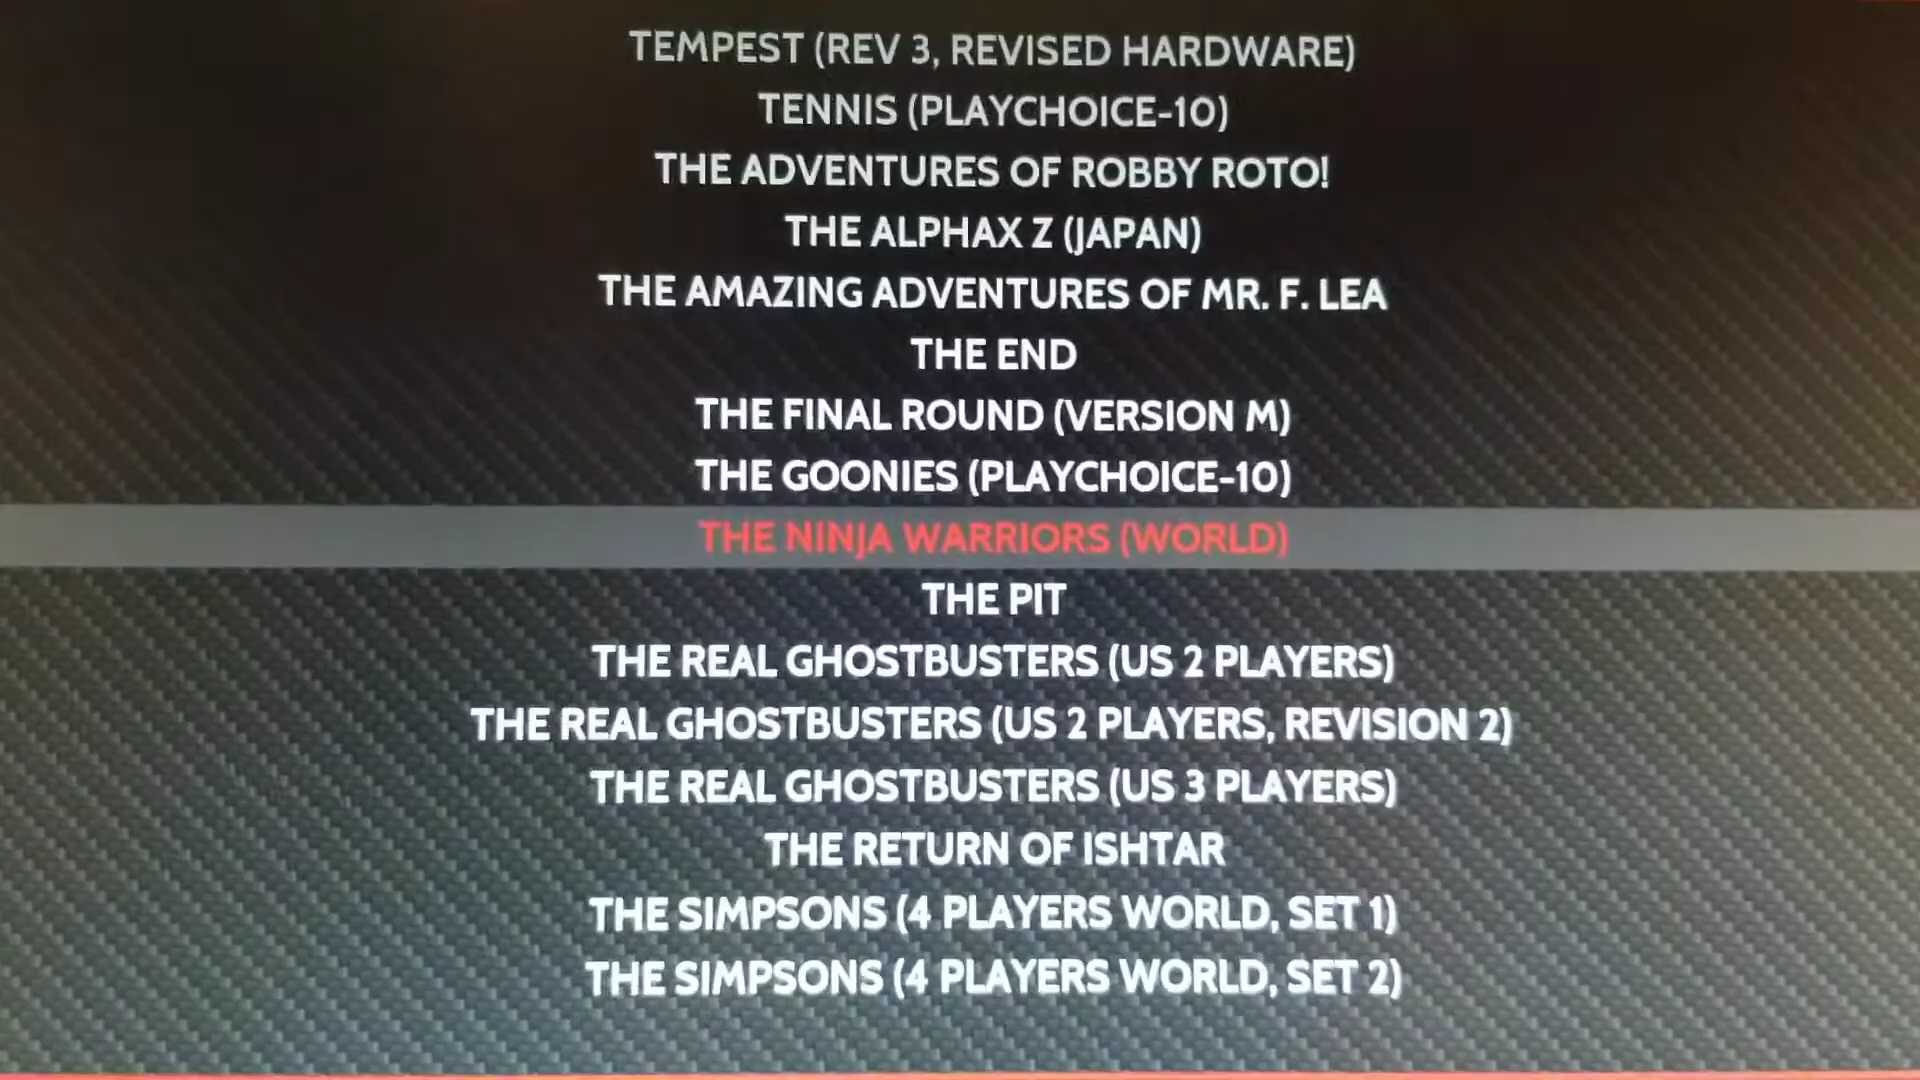 TEMPEST (REV 3, REVISED HARDWARE)
TENNIS (PLAYCHOICE-10)
THE ADVENTURES OF ROBBY ROTO!
THE ALPHAX Z (JAPAN)
THE AMAZING ADVENTURES OF MR. F. LEA
THE END
THE FINAL ROUND (VERSION M)
THE GOONIES (PLAYCHOICE-10)
THE NINJA WARRIORS (WORLD)
THE PIT
THE REAL GHOSTBUSTERS (US 2 PLAYERS)
THE REAL GHOSTBUSTERS (US 2 PLAYERS, REVISION 2)
THE REAL GHOSTBUSTERS (US 3 PLAYERS)
THE RETURN OF ISHTAR
THE SIMPSONS (4 PLAYERS WORLD, SET 1)
THE SIMPSONS (4 PLAYERS WORLD, SET 2)